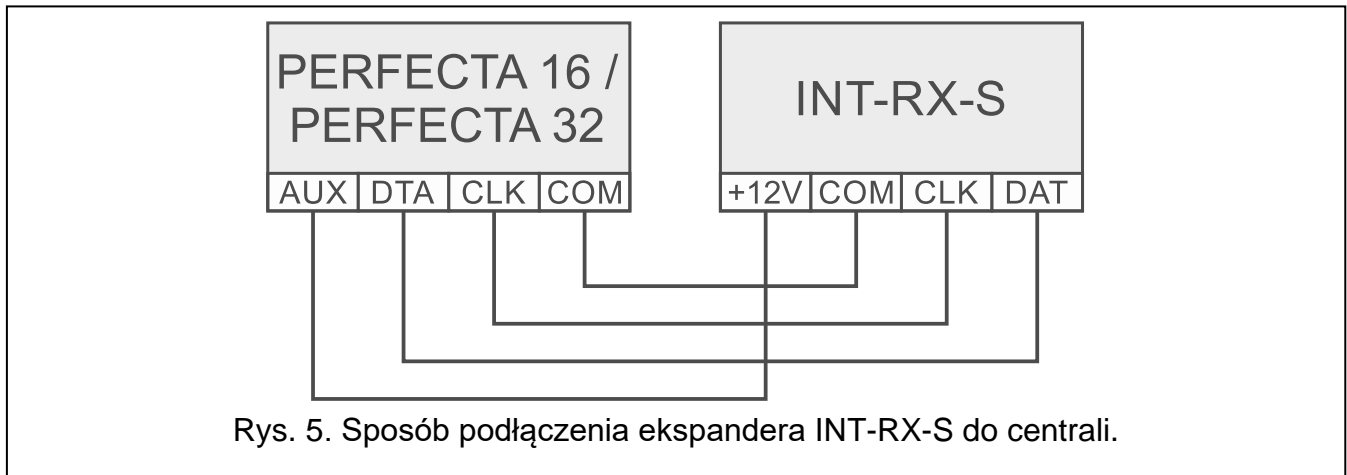 PERFECTA 16 /
PERFECTA 32
INT-RX-S
AUX DTA CLK COM
+12V COM CLK DAT
Rys. 5. Sposób podłączenia ekspandera INT-RX-S do centrali.